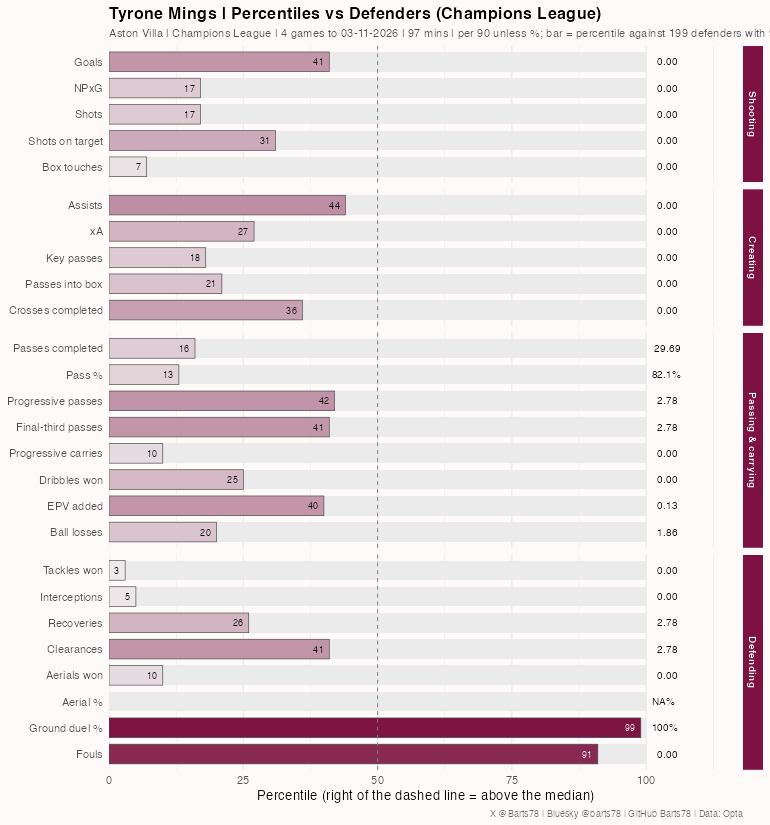 Tyrone Mings | Percentiles vs Defenders (Champions League)
Aston Villa | Champions League | 4 games to 03-11-2026 | 97 mins | per 90 unless %; bar = percentile against 199 defenders with
Goals 41 0.00
NPxG 17 0.00
Shots 17 0.00
Shots on target 31 0.00
Box touches 7 0.00
Shooting
Assists 44 0.00
xA 27 0.00
Key passes 18 0.00
Passes into box 21 0.00
Crosses completed 36 0.00
Creating
Passes completed 16 29.69
Pass % 13 82.1%
Progressive passes 42 2.78
Final-third passes 41 2.78
Progressive carries 10 0.00
Dribbles won 25 0.00
EPV added 40 0.13
Ball losses 20 1.86
Passing & carrying
Tackles won 3 0.00
Interceptions 5 0.00
Recoveries 26 2.78
Clearances 41 2.78
Aerials won 10 0.00
Aerial % NA%
Ground duel % 99 100%
Fouls 91 0.00
Defending
0 25 50 75 100
Percentile (right of the dashed line = above the median)
X @Barts78 | Bluesky @barts78 | GitHub Barts78 | Data: Opta